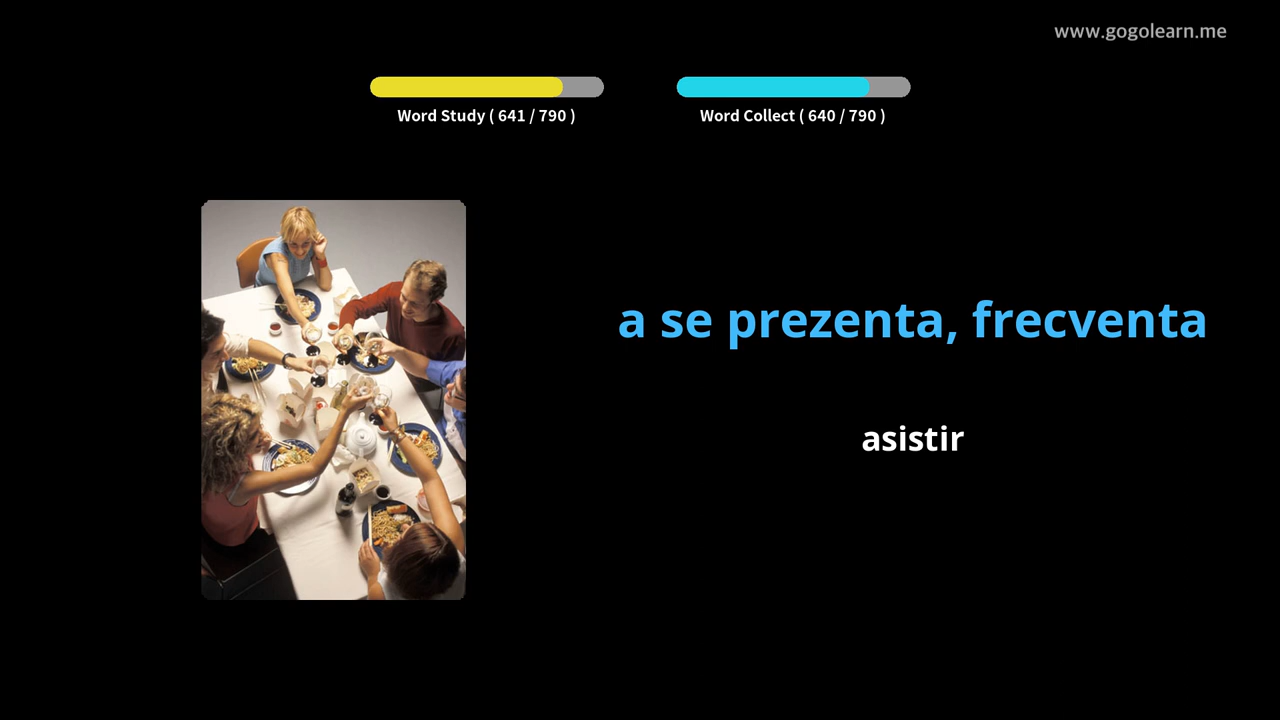 www.gogolearn.me
Word Study ( 641 / 790 )
Word Collect ( 640 / 790 )
a se prezenta, frecventa
asistir